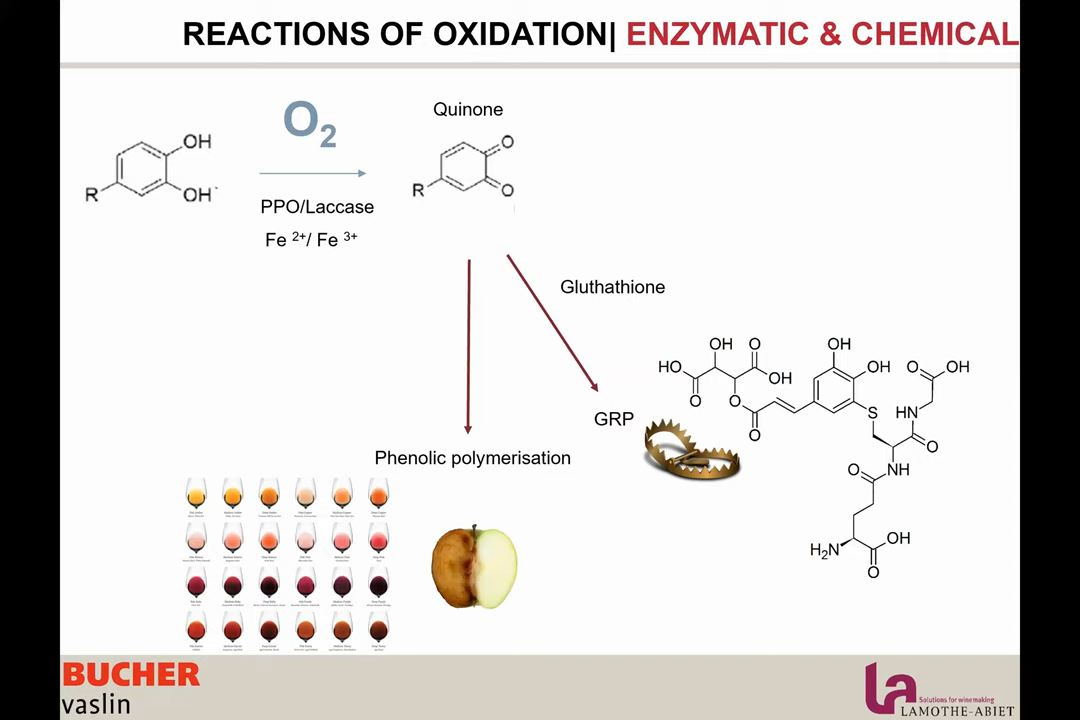 REACTIONS OF OXIDATION| ENZYMATIC & CHEMICAL
O2
Quinone
OH
OH
R
O
O
R
PPO/Laccase
Fe 2+/ Fe 3+
Gluthathione
GRP
Phenolic polymerisation
OH
O
HO
OH
O
O
O
OH
OH
S
O
OH
HN
O
O
NH
H2N
OH
O
BUCHER
vaslin
la
Solutions for winemaking
LAMOTHE-ABIET